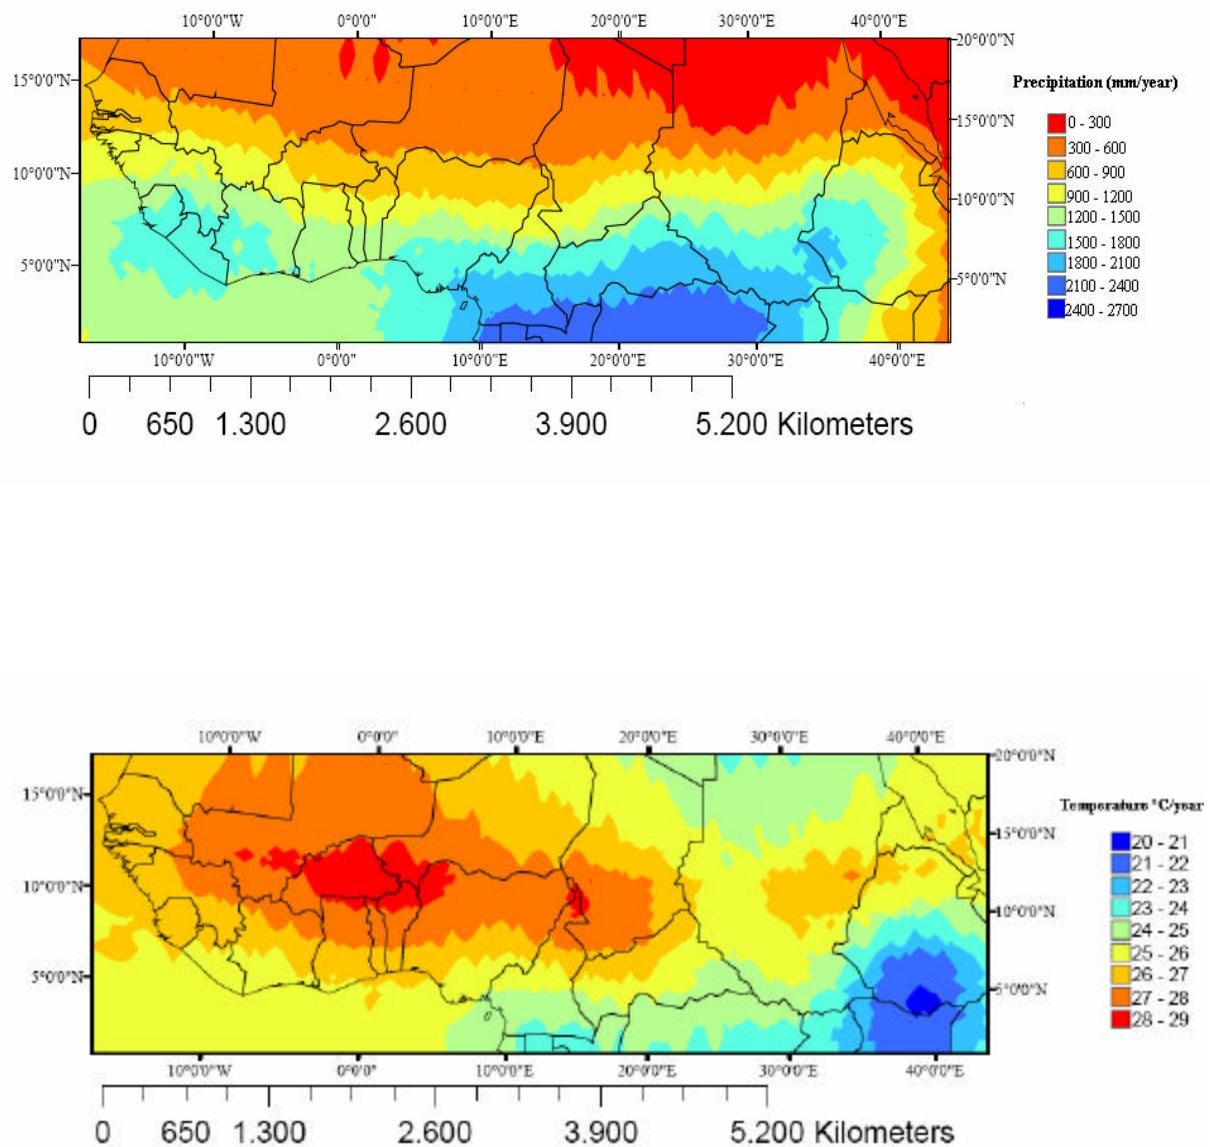 10°0'0"W 0°0'0" 10°0'0"E 20°0'0"E 30°0'0"E 40°0'0"E
20°0'0"N
15°0'0"N
Precipitation (mm/year)
0 - 300
15°0'0"N
300 - 600
600 - 900
10°0'0"N
900 - 1200
10°0'0"N
1200 - 1500
1500 - 1800
5°0'0"N
1800 - 2100
5°0'0"N
2100 - 2400
2400 - 2700
10°0'0"W 0°0'0" 10°0'0"E 20°0'0"E 30°0'0"E 40°0'0"E
0 650 1.300 2.600 3.900 5.200 Kilometers
10°0'0"W 0°0'0" 10°0'0"E 20°0'0"E 30°0'0"E 40°0'0"E
20°0'0"N
15°0'0"N
Temperature °C/year
15°0'0"N
20 - 21
21 - 22
10°0'0"N
22 - 23
23 - 24
10°0'0"N
24 - 25
25 - 26
5°0'0"N
26 - 27
5°0'0"N
27 - 28
28 - 29
10°0'0"W 0°0'0" 10°0'0"E 20°0'0"E 30°0'0"E 40°0'0"E
0 650 1.300 2.600 3.900 5.200 Kilometers